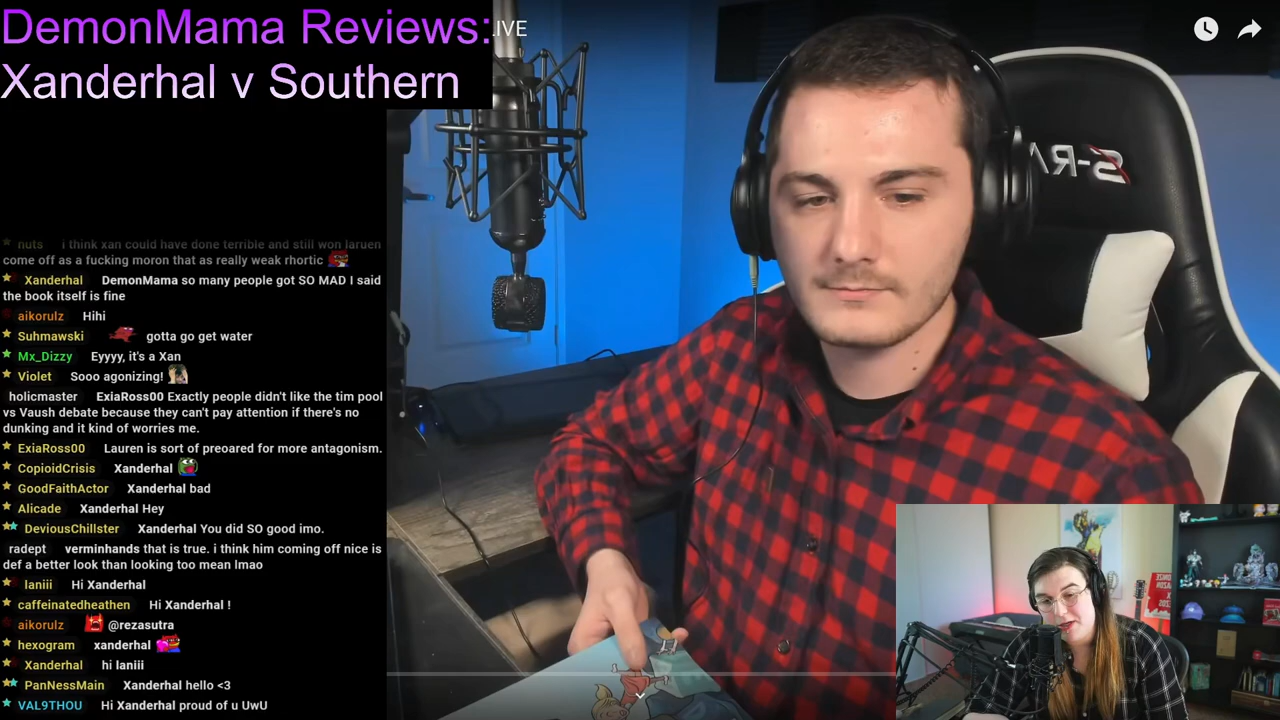 DemonMama Reviews:
LIVE
Xanderhal v Southern
nuts i think xan could have done terrible and still won laruen
come off as a fucking moron that as really weak rhortic
Xanderhal DemonMama so many people got SO MAD I said
the book itself is fine
aikorulz Hihi
Suhmawski gotta go get water
Mx_Dizzy Eyyyy, it's a Xan
Violet Sooo agonizing!
holicmaster ExiaRoss00 Exactly people didn't like the tim pool
vs Vaush debate because they can't pay attention if there's no
dunking and it kind of worries me.
ExiaRoss00 Lauren is sort of preoared for more antagonism.
CopioidCrisis Xanderhal
GoodFaithActor Xanderhal bad
Alicade Xanderhal Hey
DeviousChillster Xanderhal You did SO good imo.
radept verminhands that is true. i think him coming off nice is
def a better look than looking too mean lmao
laniii Hi Xanderhal
caffeinatedheathen Hi Xanderhal !
aikorulz @rezasutra
hexogram xanderhal
Xanderhal hi laniii
PanNessMain Xanderhal hello <3
VAL9THOU Hi Xanderhal proud of u UwU